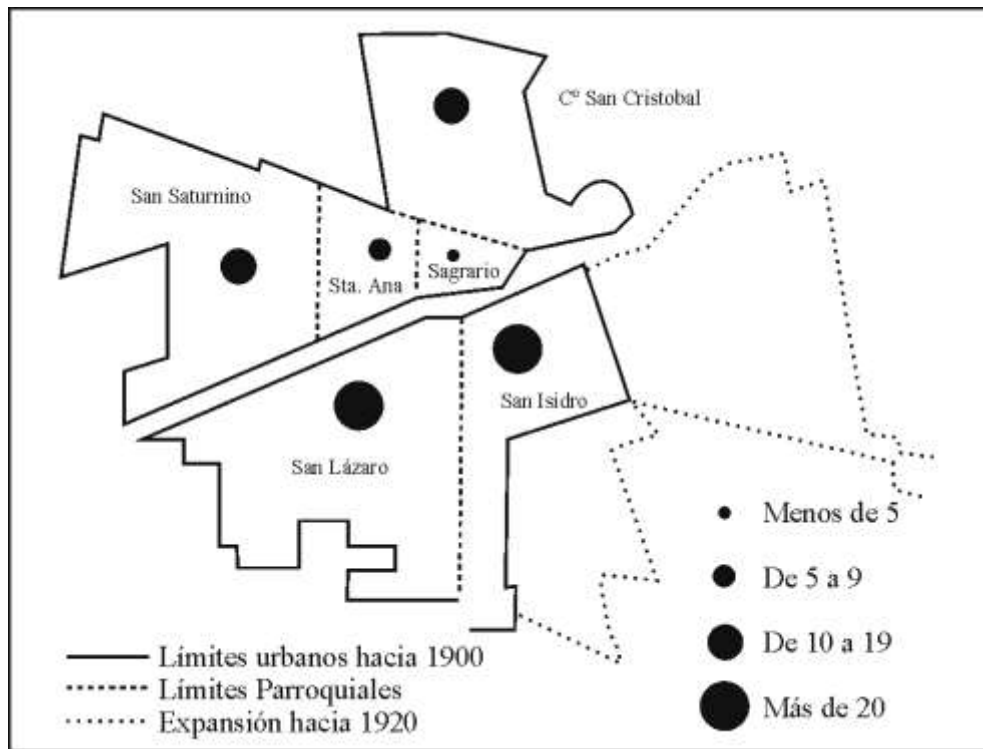 Cº San Cristobal
San Saturnino
Sta. Ana
Sagrario
San Isidro
San Lázaro
Menos de 5
De 5 a 9
De 10 a 19
Más de 20
Límites urbanos hacia 1900
Límites Parroquiales
Expansión hacia 1920